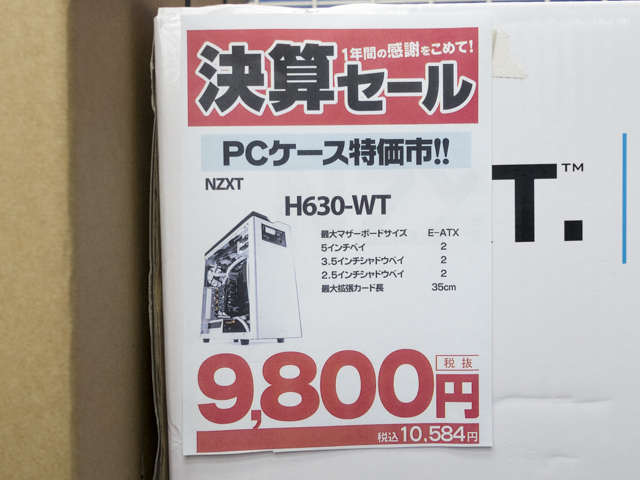 1年間の感謝をこめて!
決算セール
PCケース特価市!!
NZXT
H630-WT
最大マザーボードサイズ E-ATX
5インチベイ 2
3.5インチシャドウベイ 2
2.5インチシャドウベイ 2
最大拡張カード長 35cm
9,800円 税抜
税込10,584円
T.™